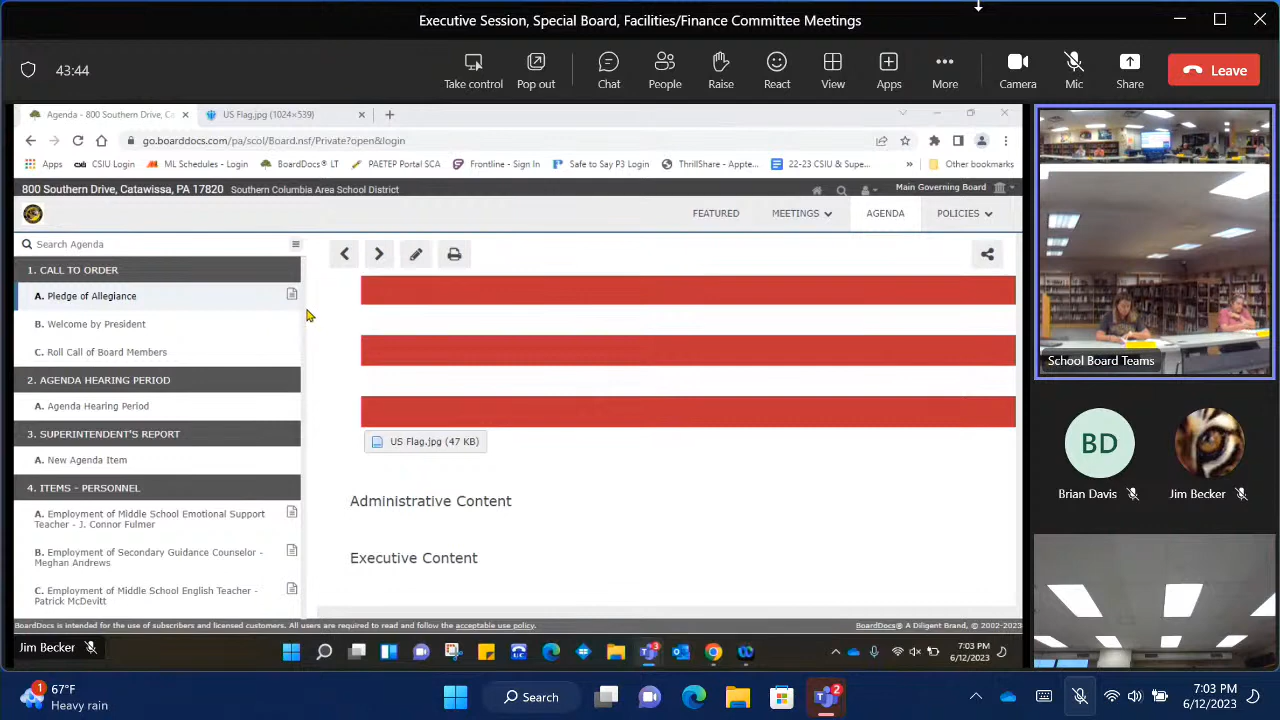 Executive Session, Special Board, Facilities/Finance Committee Meetings
43:44
Take control
Pop out
Chat
People
Raise
React
View
Apps
More
Camera
Mic
Share
Leave
Agenda - 800 Southern Drive, Ca
US Flag.jpg (1024×539)
go.boarddocs.com/pa/scol/Board.nsf/Private?open&login
Apps
CSIU Login
ML Schedules - Login
BoardDocs® LT
PAETEP Portal SCA
Frontline - Sign In
Safe to Say P3 Login
ThrillShare - Appte...
22-23 CSIU & Supe...
»
Other bookmarks
800 Southern Drive, Catawissa, PA 17820 Southern Columbia Area School District
Main Governing Board
FEATURED
MEETINGS
AGENDA
POLICIES
Search Agenda
1. CALL TO ORDER
A. Pledge of Allegiance
B. Welcome by President
C. Roll Call of Board Members
2. AGENDA HEARING PERIOD
A. Agenda Hearing Period
3. SUPERINTENDENT'S REPORT
A. New Agenda Item
4. ITEMS - PERSONNEL
A. Employment of Middle School Emotional Support
Teacher - J. Connor Fulmer
B. Employment of Secondary Guidance Counselor -
Meghan Andrews
C. Employment of Middle School English Teacher -
Patrick McDevitt
US Flag.jpg (47 KB)
Administrative Content
Executive Content
BoardDocs is intended for the use of subscribers and licensed customers. All users are required to read and follow the acceptable use policy.
BoardDocs® A Diligent Brand, © 2002-2023
Jim Becker
3
7:03 PM
6/12/2023
School Board Teams
BD
Brian Davis
Jim Becker
1
67°F
Heavy rain
Search
2
7:03 PM
6/12/2023